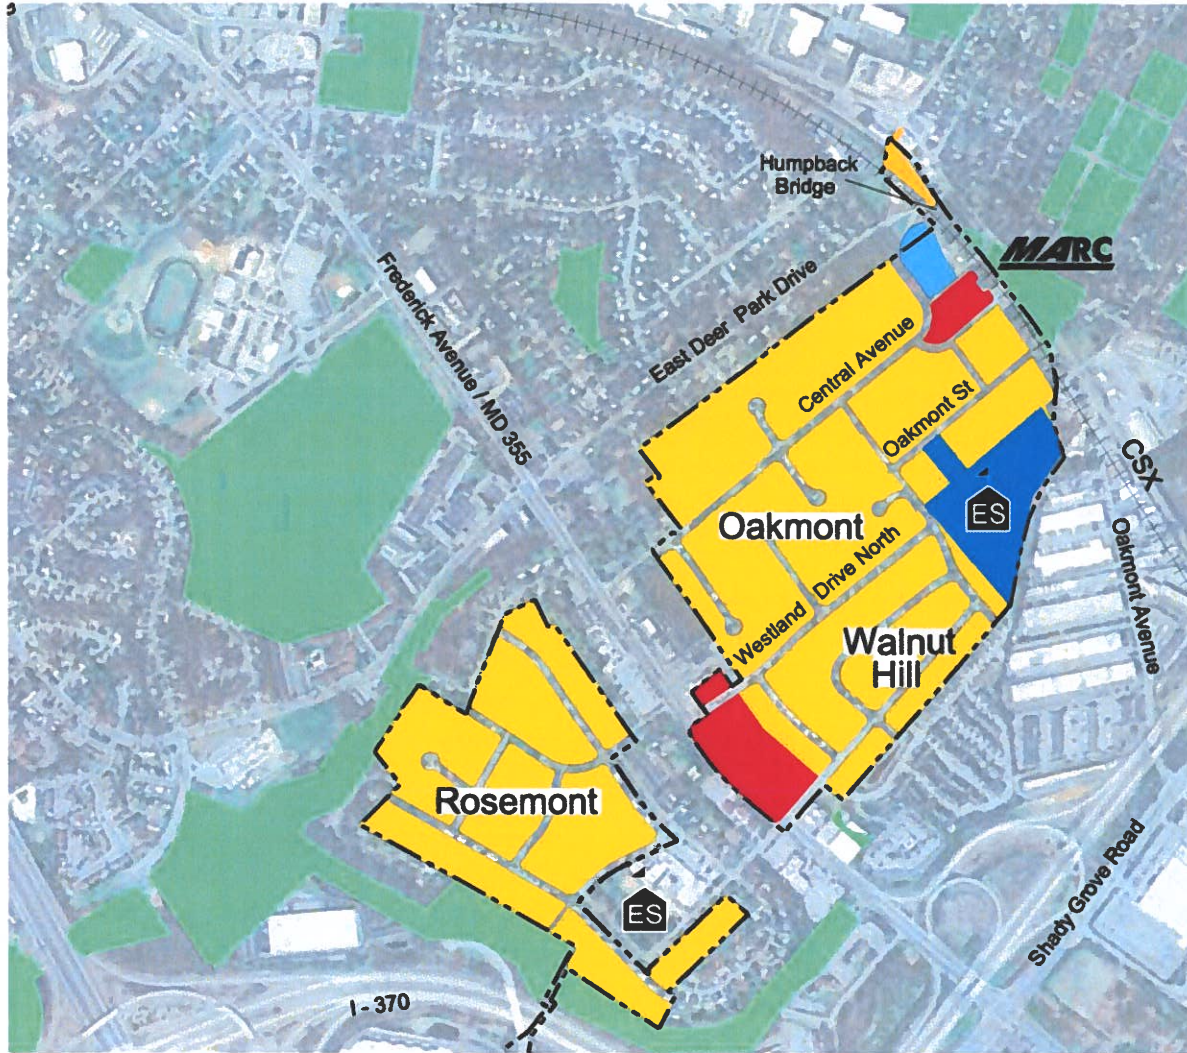 Humpback
Bridge
MARC
Frederick Avenue / MD 355
East Deer Park Drive
Central Avenue
Oakmont St
CSX
ES
Oakmont
Westland Drive North
Oakmont Avenue
Walnut
Hill
Rosemont
ES
Shady Grove Road
I - 370